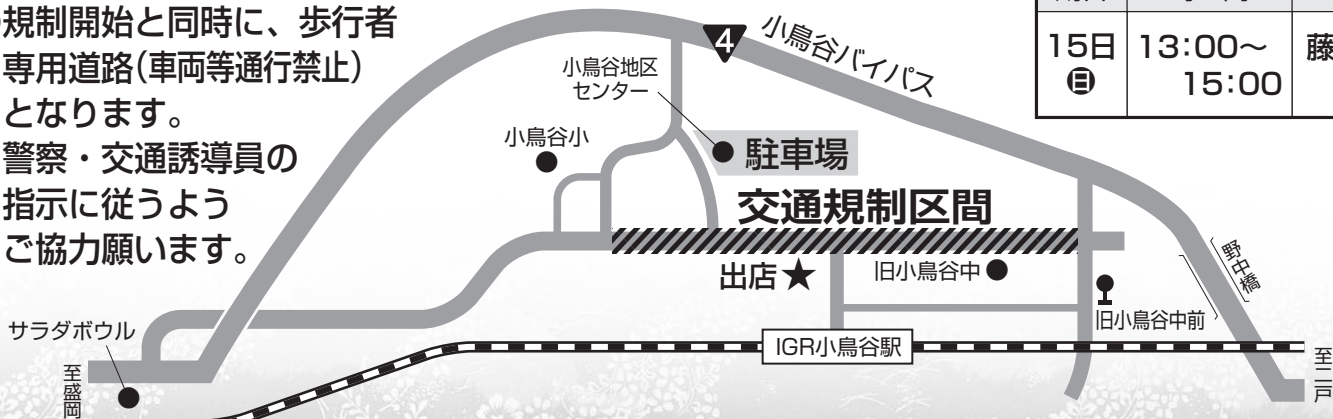 規制開始と同時に、歩行者
専用道路(車両等通行禁止)
となります。
警察・交通誘導員の
指示に従うよう
ご協力願います。
15日
㊐
13:00~
15:00
藤
4
小鳥谷バイパス
小鳥谷地区
センター
小鳥谷小
駐車場
交通規制区間
出店★
旧小鳥谷中
旧小鳥谷中前
野中橋
サラダボウル
IGR小鳥谷駅
至盛岡
至二戸